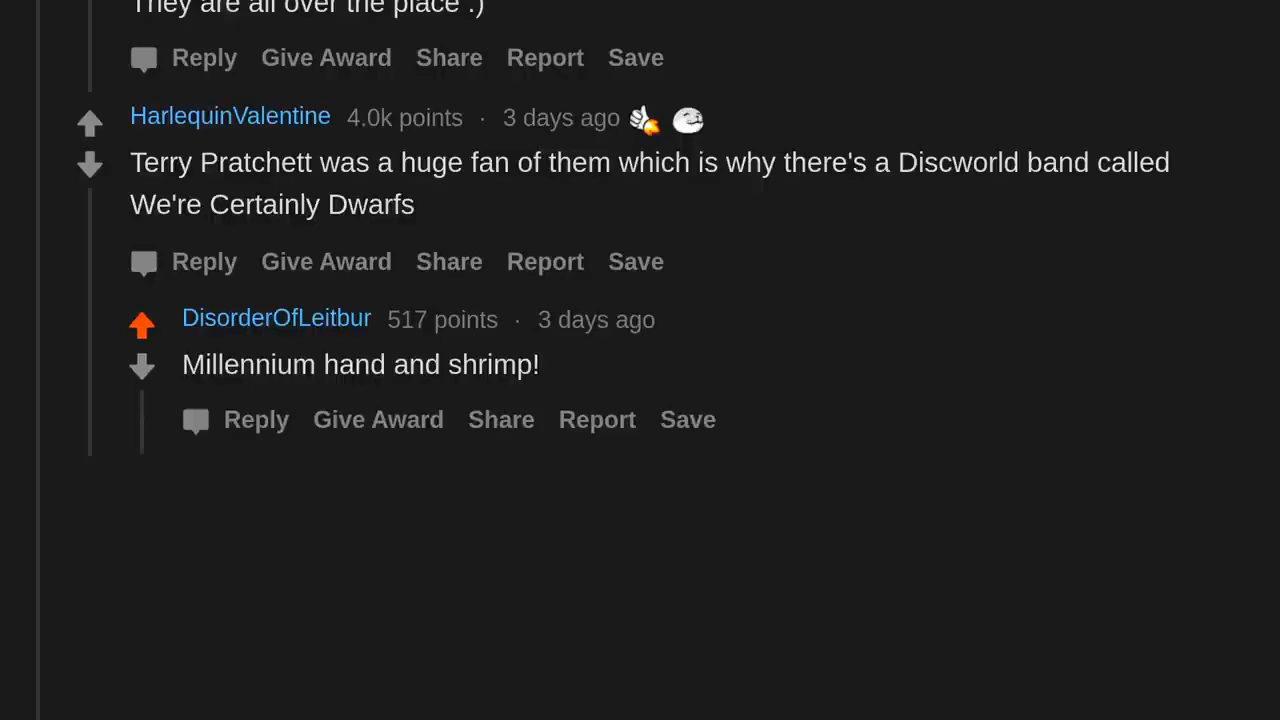 They are all over the place :)
Reply Give Award Share Report Save
HarlequinValentine 4.0k points · 3 days ago
Terry Pratchett was a huge fan of them which is why there's a Discworld band called
We're Certainly Dwarfs
Reply Give Award Share Report Save
DisorderOfLeitbur 517 points · 3 days ago
Millennium hand and shrimp!
Reply Give Award Share Report Save